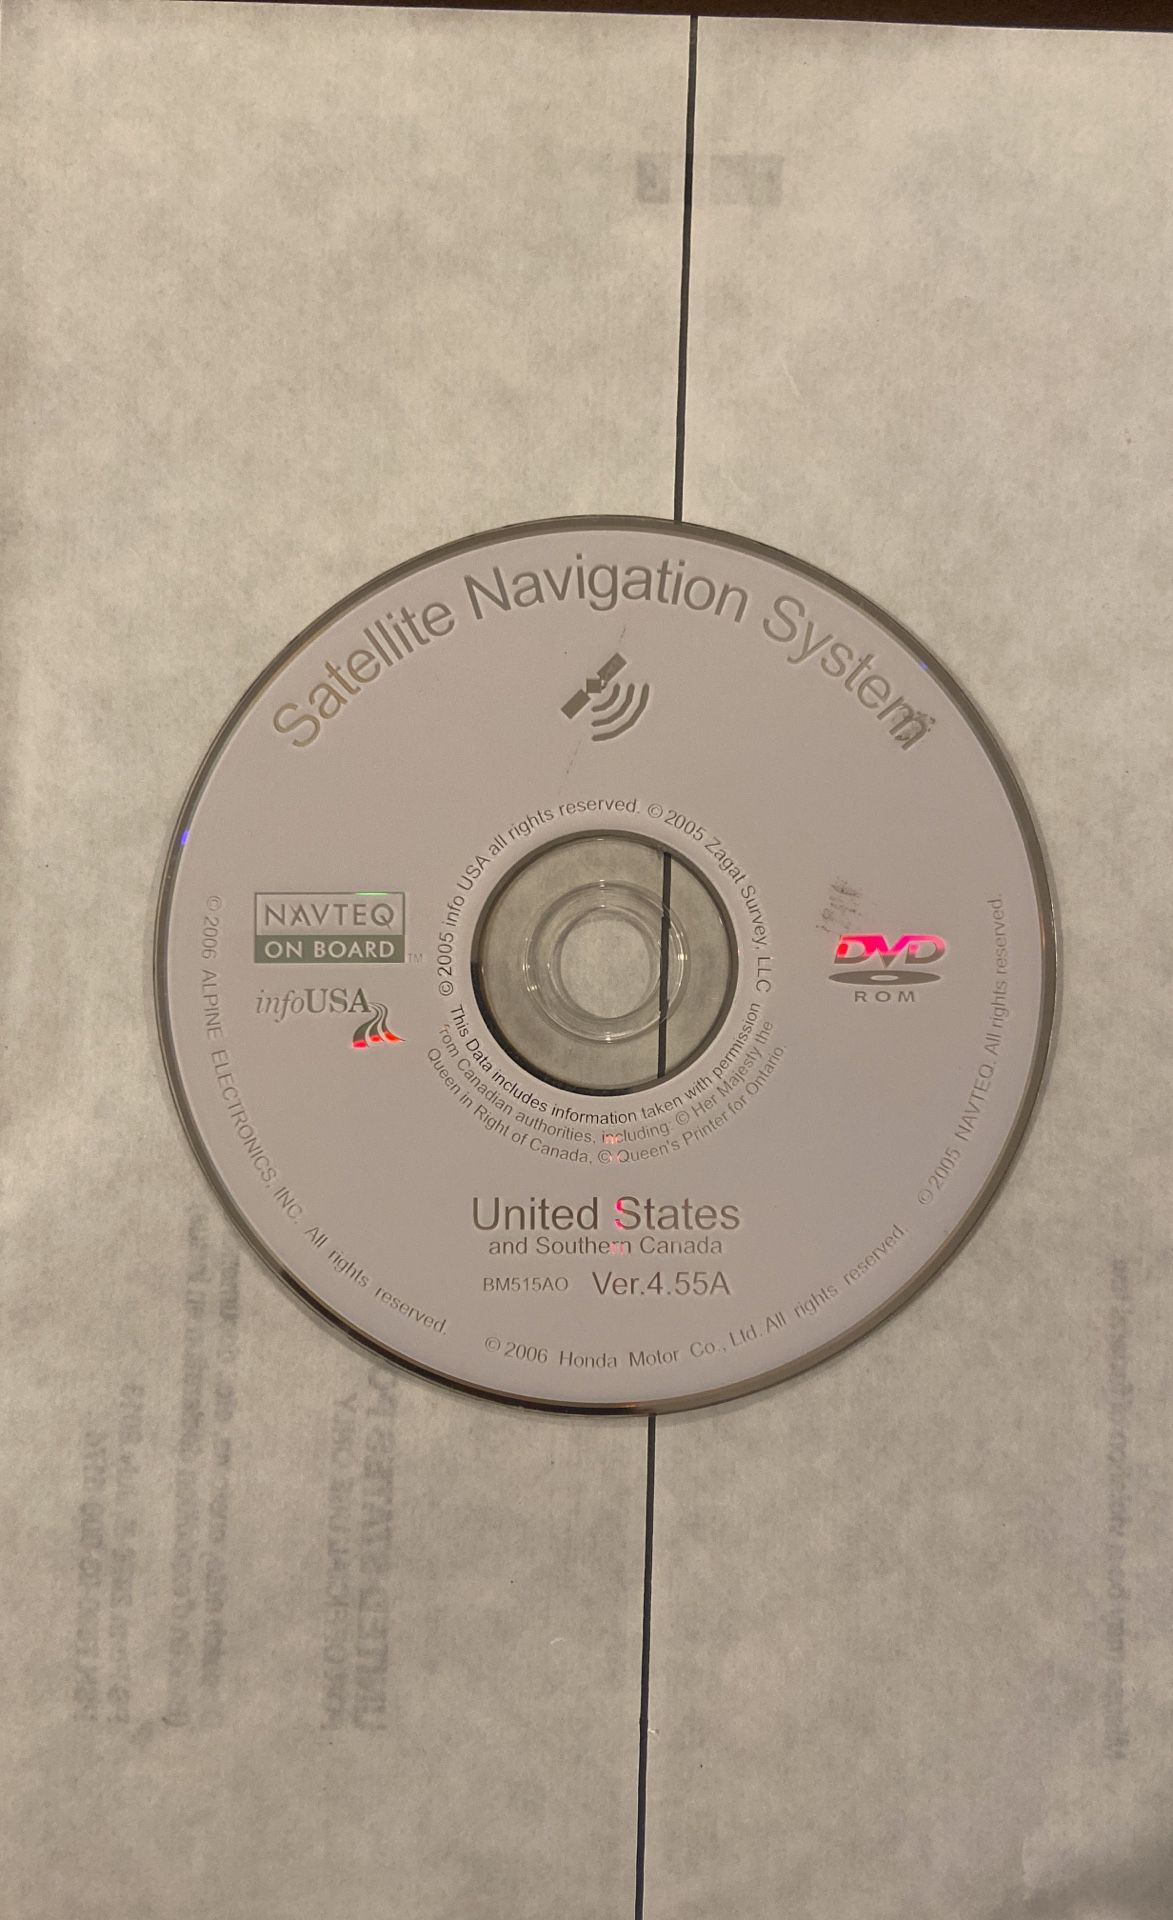 Satellite Navigation System
© 2005 info USA all rights reserved. © 2005 Zagat Survey, LLC
NAVTEQ
ON BOARD™
infoUSA
DVD
ROM
This Data includes information taken with permission
from Canadian authorities, including: © Her Majesty the
Queen in Right of Canada, © Queen's Printer for Ontario.
United States
and Southern Canada
BM515AO Ver.4.55A
© 2006 ALPINE ELECTRONICS, INC. All rights reserved.
© 2006 Honda Motor Co., Ltd. All rights reserved.
© 2005 NAVTEQ. All rights reserved.
UNITED STATES